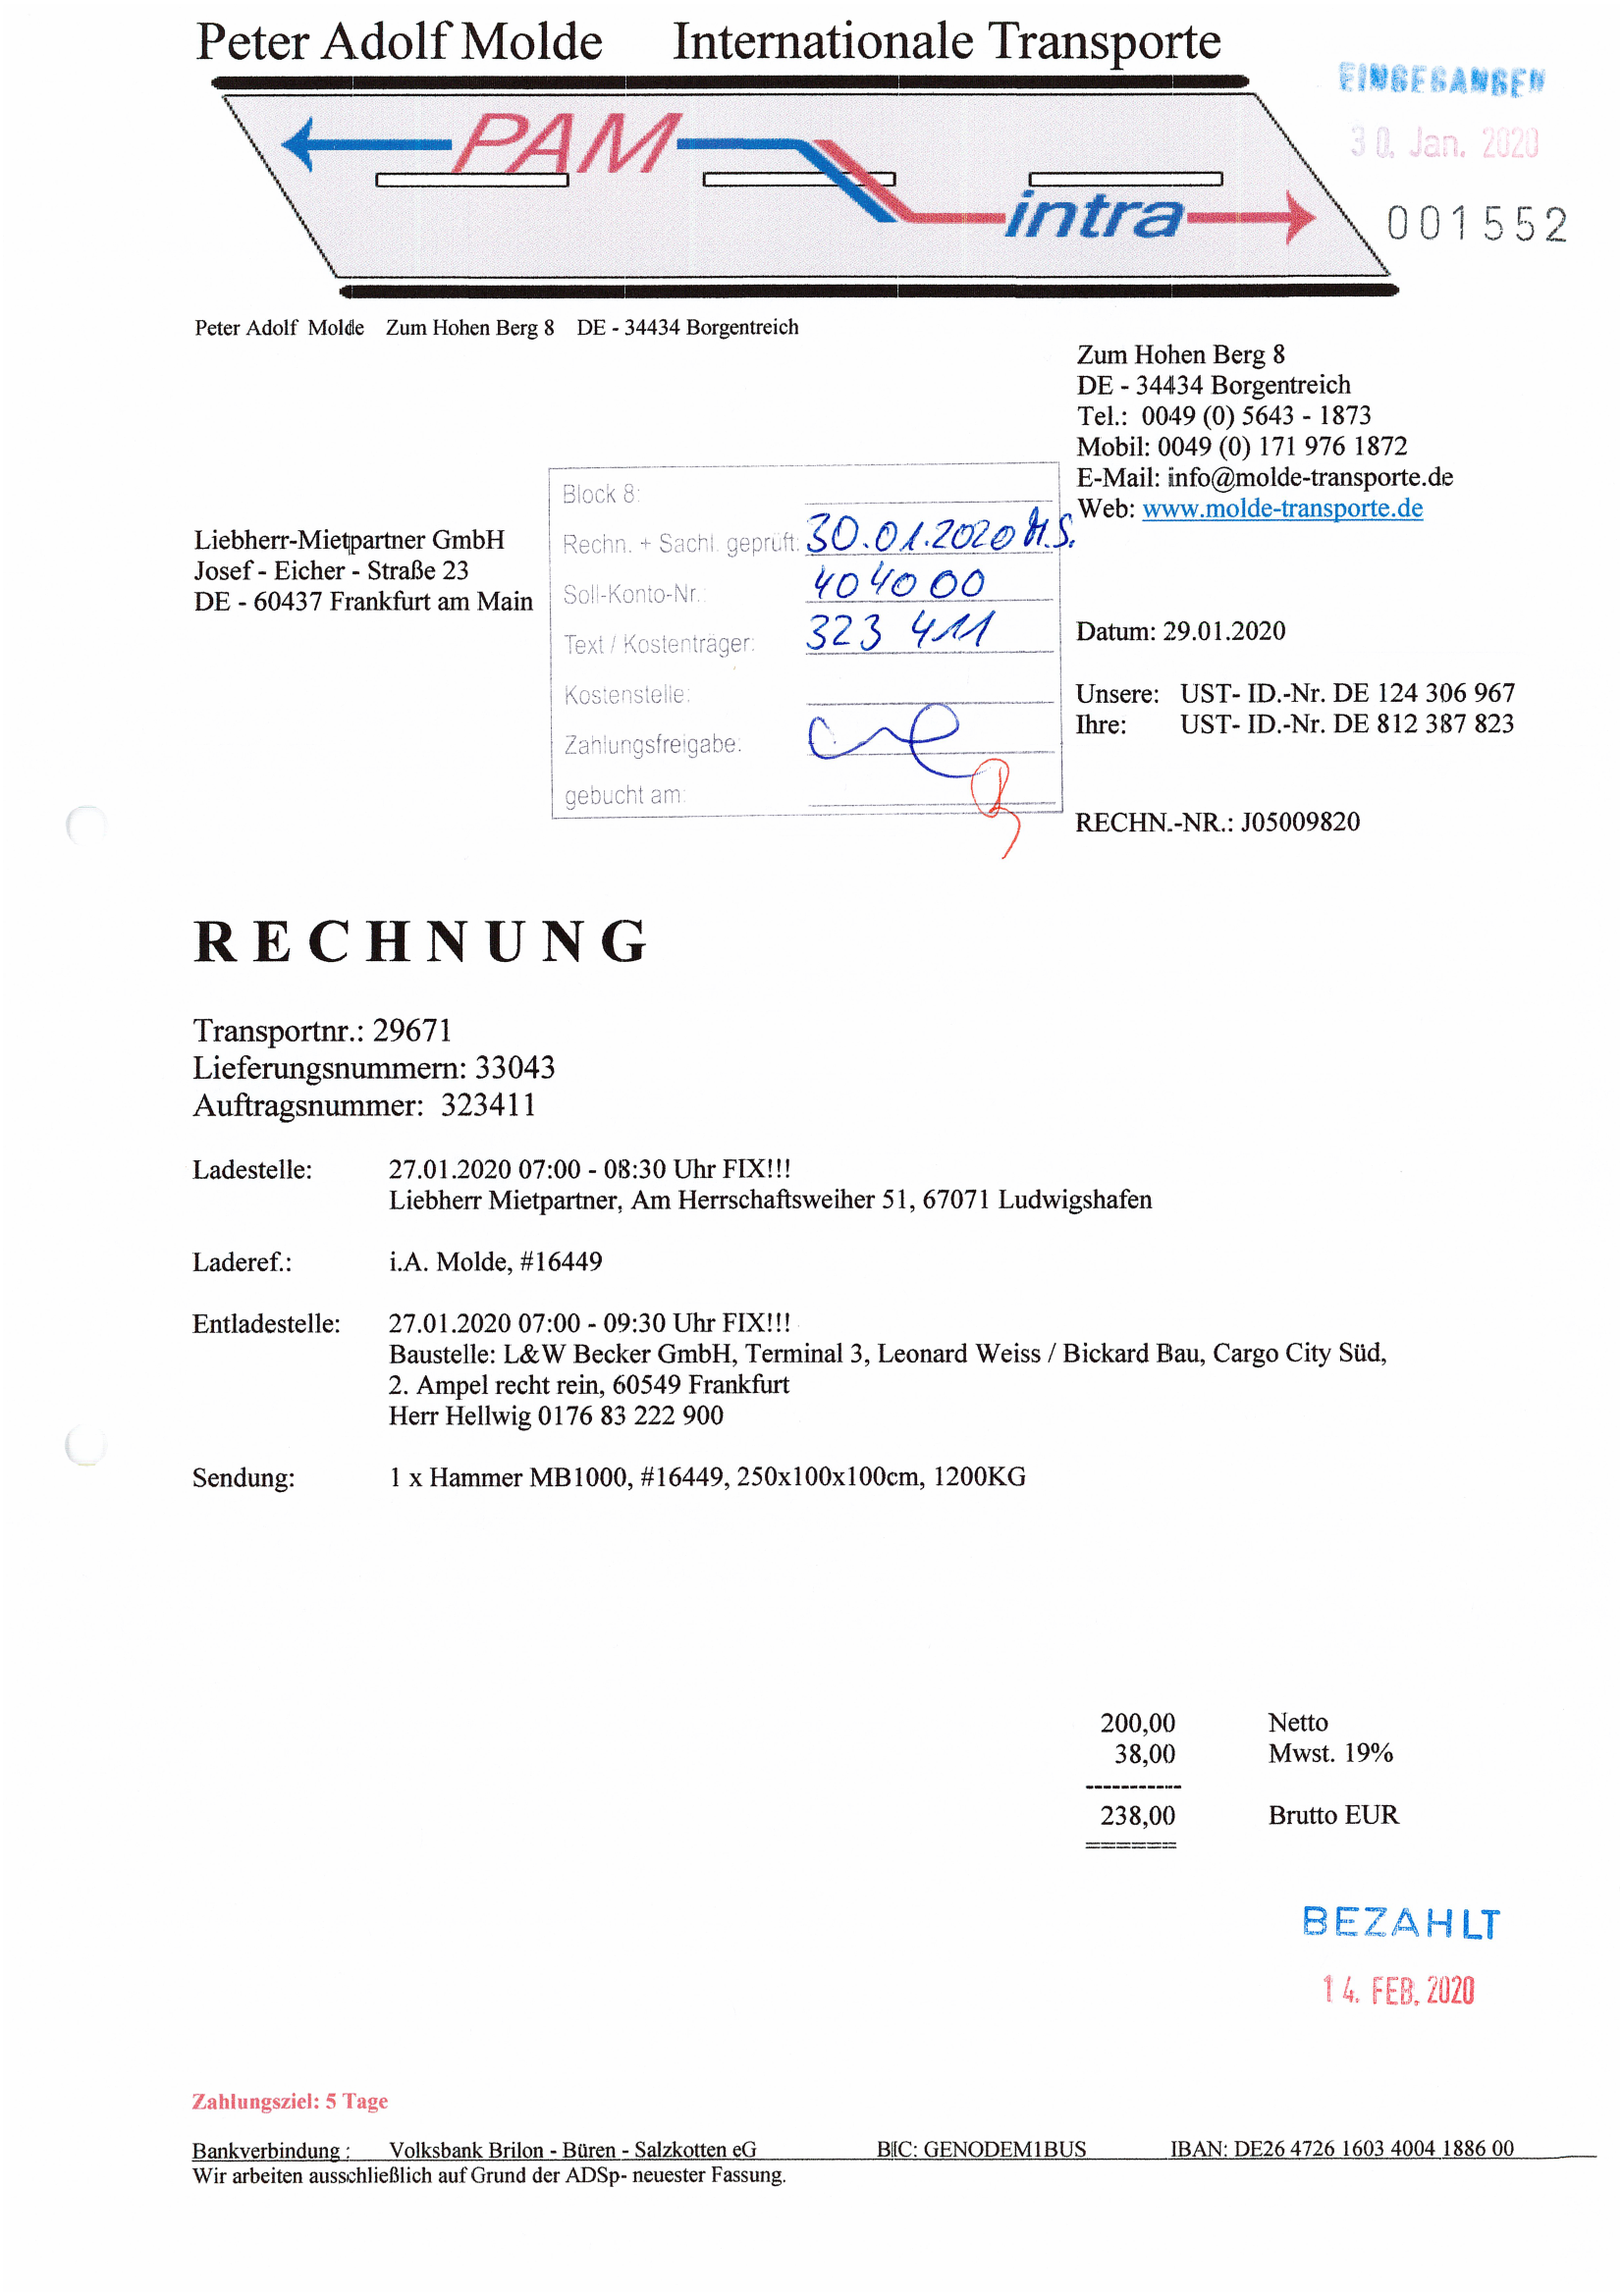 Peter Adolf Molde Internationale Transporte
PAM
intra
EINGEGANGEN
30. Jan. 2020
001552
Peter Adolf Molde Zum Hohen Berg 8 DE - 34434 Borgentreich
Zum Hohen Berg 8
DE - 34434 Borgentreich
Tel.: 0049 (0) 5643 - 1873
Mobil: 0049 (0) 171 976 1872
E-Mail: info@molde-transporte.de
Web: www.molde-transporte.de
Liebherr-Mietpartner GmbH
Josef - Eicher - Straße 23
DE - 60437 Frankfurt am Main
Block 8:
Rechn. + Sachl. geprüft: 30.01.2020 M.S.
Soll-Konto-Nr.: 404000
Text / Kostenträger: 323 411
Kostenstelle:
Zahlungsfreigabe:
gebucht am:
Datum: 29.01.2020
Unsere: UST- ID.-Nr. DE 124 306 967
Ihre: UST- ID.-Nr. DE 812 387 823
RECHN.-NR.: J05009820
RECHNUNG
Transportnr.: 29671
Lieferungsnummern: 33043
Auftragsnummer: 323411
Ladestelle: 27.01.2020 07:00 - 08:30 Uhr FIX!!!
Liebherr Mietpartner, Am Herrschaftsweiher 51, 67071 Ludwigshafen
Laderef.: i.A. Molde, #16449
Entladestelle: 27.01.2020 07:00 - 09:30 Uhr FIX!!!
Baustelle: L&W Becker GmbH, Terminal 3, Leonard Weiss / Bickard Bau, Cargo City Süd,
2. Ampel recht rein, 60549 Frankfurt
Herr Hellwig 0176 83 222 900
Sendung: 1 x Hammer MB1000, #16449, 250x100x100cm, 1200KG
200,00 Netto
38,00 Mwst. 19%
238,00 Brutto EUR
BEZAHLT
14. FEB. 2020
Zahlungsziel: 5 Tage
Bankverbindung : Volksbank Brilon - Büren - Salzkotten eG BIC: GENODEM1BUS IBAN: DE26 4726 1603 4004 1886 00
Wir arbeiten ausschließlich auf Grund der ADSp- neuester Fassung.